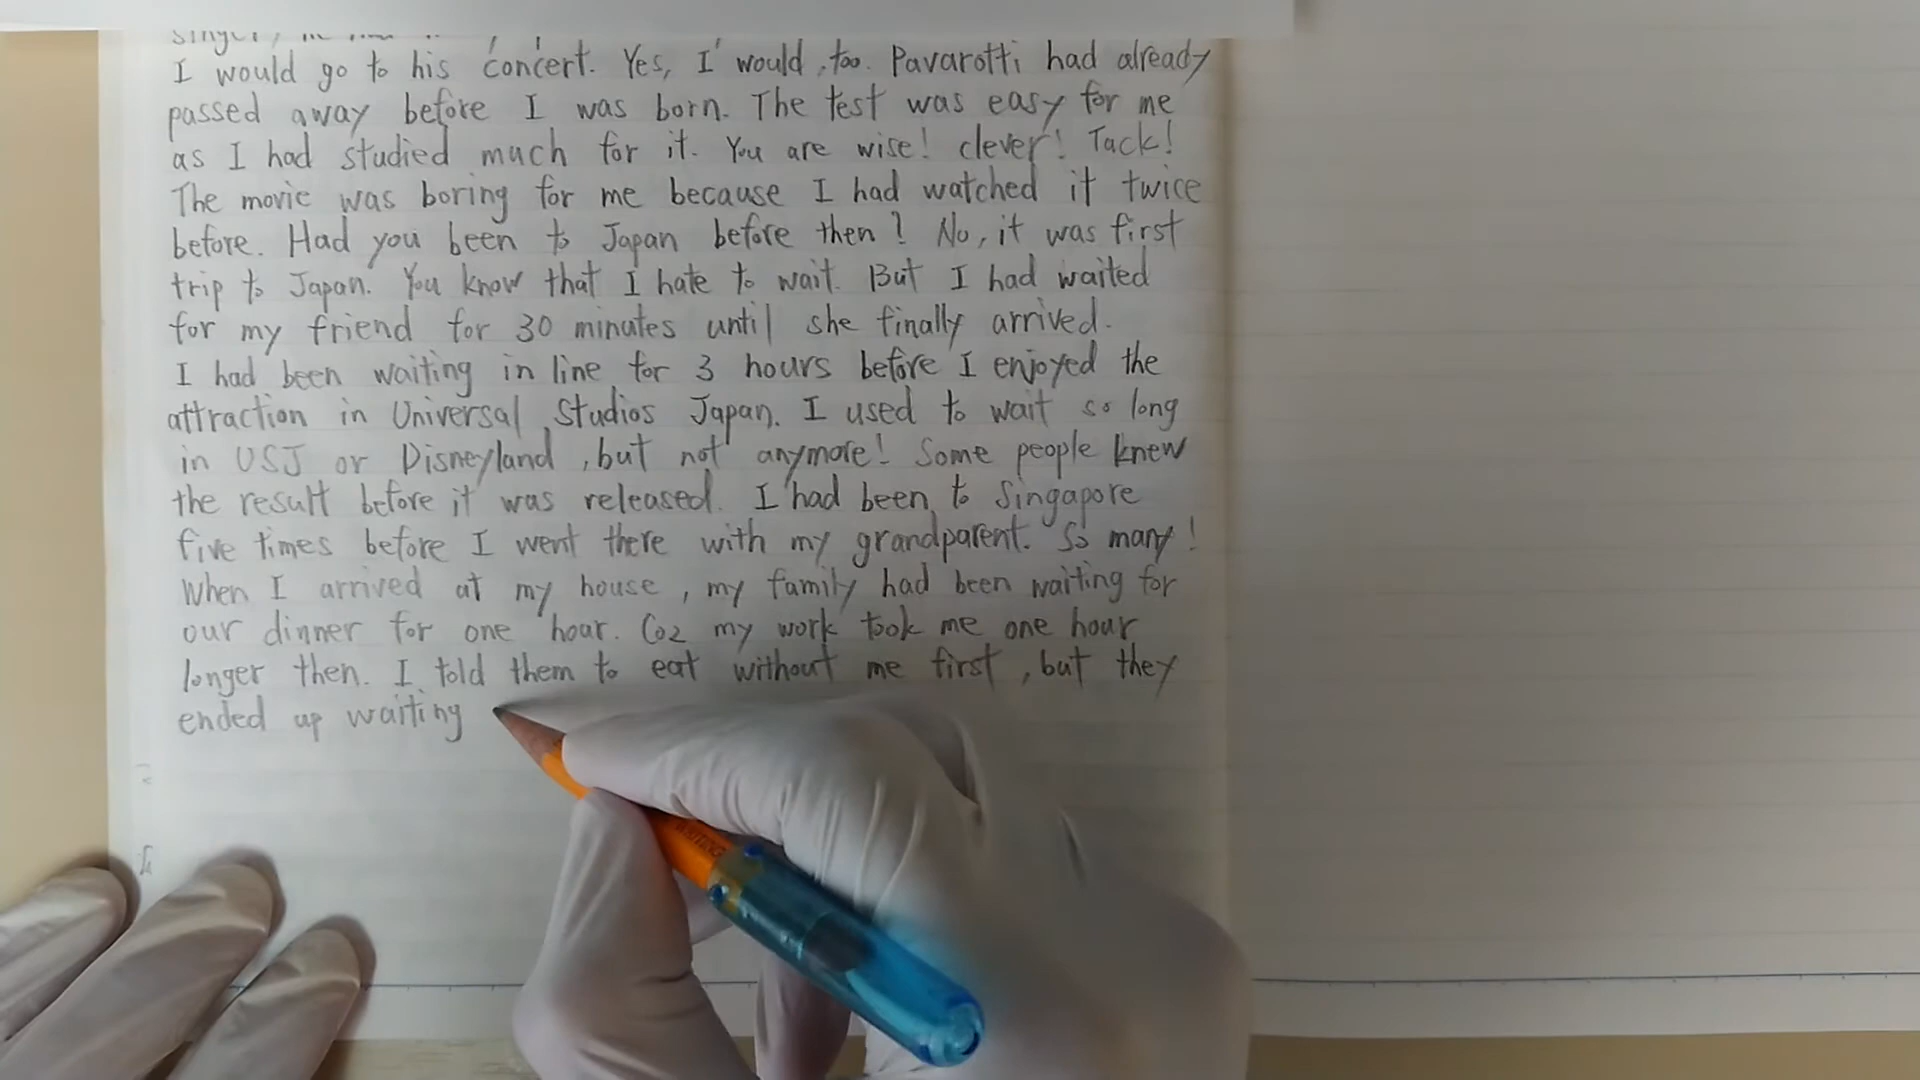 I would go to his concert. Yes, I would, too. Pavarotti had already
passed away before I was born. The test was easy for me
as I had studied much for it. You are wise! clever! Tack!
The movie was boring for me because I had watched it twice
before. Had you been to Japan before then? No, it was first
trip to Japan. You know that I hate to wait. But I had waited
for my friend for 30 minutes until she finally arrived.
I had been waiting in line for 3 hours before I enjoyed the
attraction in Universal Studios Japan. I used to wait so long
in USJ or Disneyland, but not anymore! Some people knew
the result before it was released. I had been to Singapore
five times before I went there with my grandparent. So many!
When I arrived at my house, my family had been waiting for
our dinner for one hour. Coz my work took me one hour
longer then. I told them to eat without me first, but they
ended up waiting